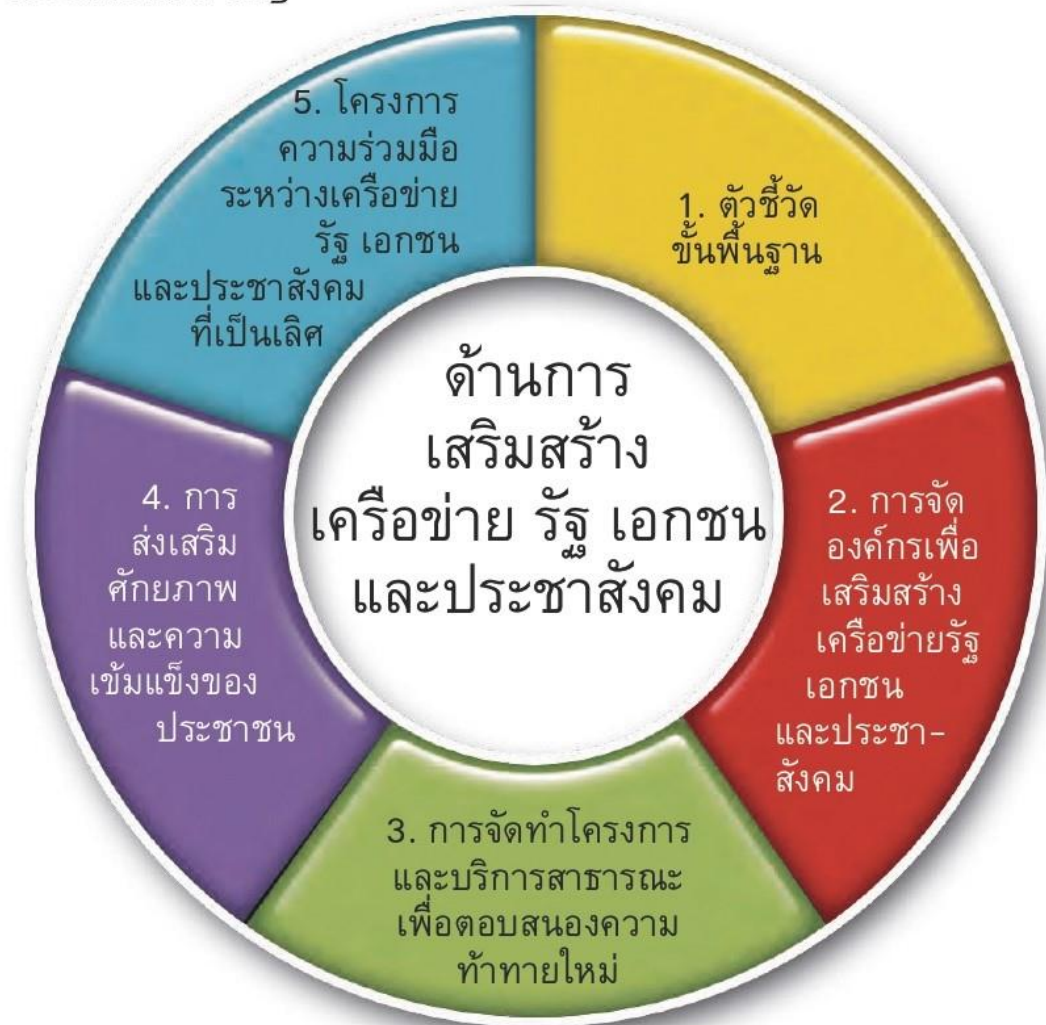 5. โครงการ
ความร่วมมือ
ระหว่างเครือข่าย
รัฐ เอกชน
และประชาสังคม
ที่เป็นเลิศ
1. ตัวชี้วัด
ขั้นพื้นฐาน
ด้านการ
เสริมสร้าง
เครือข่าย รัฐ เอกชน
และประชาสังคม
2. การจัด
องค์กรเพื่อ
เสริมสร้าง
เครือข่ายรัฐ
เอกชน
และประชา-
สังคม
3. การจัดทำโครงการ
และบริการสาธารณะ
เพื่อตอบสนองความ
ท้าทายใหม่
4. การ
ส่งเสริม
ศักยภาพ
และความ
เข้มแข็งของ
ประชาชน